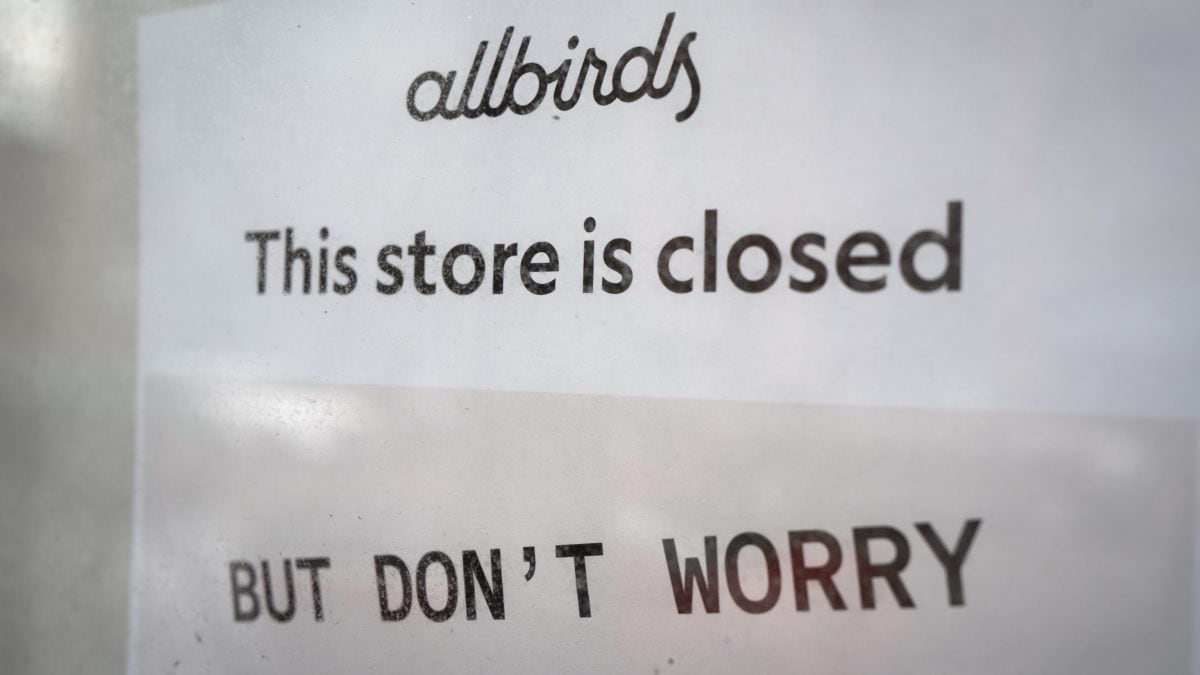 allbirds
This store is closed
BUT DON'T WORRY